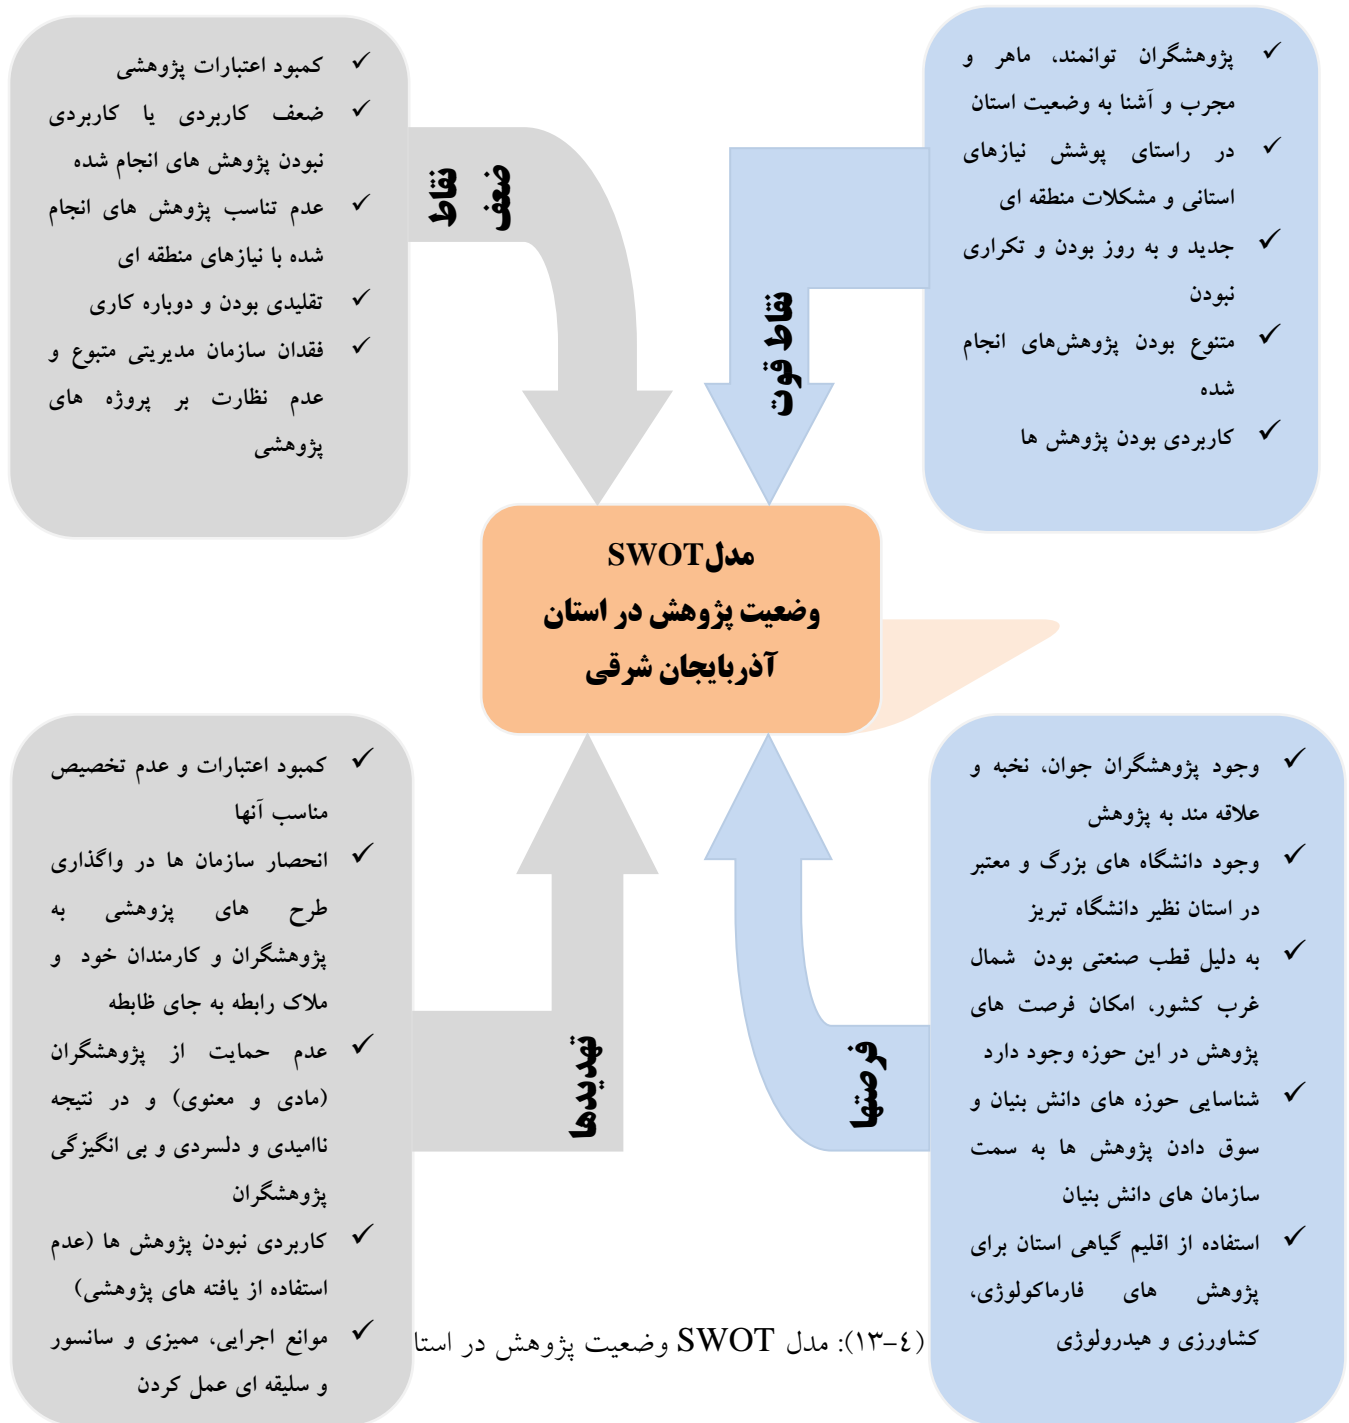 ✓ پژوهشگران توانمند، ماهر و
مجرب و آشنا به وضعیت استان
✓ در راستای پوشش نیازهای
استانی و مشکلات منطقه ای
✓ جدید و به روز بودن و تکراری
نبودن
✓ متنوع بودن پژوهش‌های انجام
شده
✓ کاربردی بودن پژوهش ها
نقاط قوت
✓ کمبود اعتبارات پژوهشی
✓ ضعف کاربردی یا کاربردی
نبودن پژوهش های انجام شده
✓ عدم تناسب پژوهش های انجام
شده با نیازهای منطقه ای
✓ تقلیدی بودن و دوباره کاری
✓ فقدان سازمان مدیریتی متبوع و
عدم نظارت بر پروژه های
پژوهشی
نقاط
ضعف
مدلSWOT
وضعیت پژوهش در استان
آذربایجان شرقی
✓ وجود پژوهشگران جوان، نخبه و
علاقه مند به پژوهش
✓ وجود دانشگاه های بزرگ و معتبر
در استان نظیر دانشگاه تبریز
✓ به دلیل قطب صنعتی بودن شمال
غرب کشور، امکان فرصت های
پژوهش در این حوزه وجود دارد
✓ شناسایی حوزه های دانش بنیان و
سوق دادن پژوهش ها به سمت
سازمان های دانش بنیان
✓ استفاده از اقلیم گیاهی استان برای
پژوهش های فارماکولوژی،
کشاورزی و هیدرولوژی
فرصتها
✓ کمبود اعتبارات و عدم تخصیص
مناسب آنها
✓ انحصار سازمان ها در واگذاری
طرح های پزوهشی به
پژوهشگران و کارمندان خود و
ملاک رابطه به جای ظابطه
✓ عدم حمایت از پژوهشگران
(مادی و معنوی) و در نتیجه
ناامیدی و دلسردی و بی انگیزگی
پژوهشگران
✓ کاربردی نبودن پژوهش ها (عدم
استفاده از یافته های پژوهشی)
✓ موانع اجرایی، ممیزی و سانسور
و سلیقه ای عمل کردن
تهدیدها
(٤-١٣): مدل SWOT وضعیت پژوهش در استا